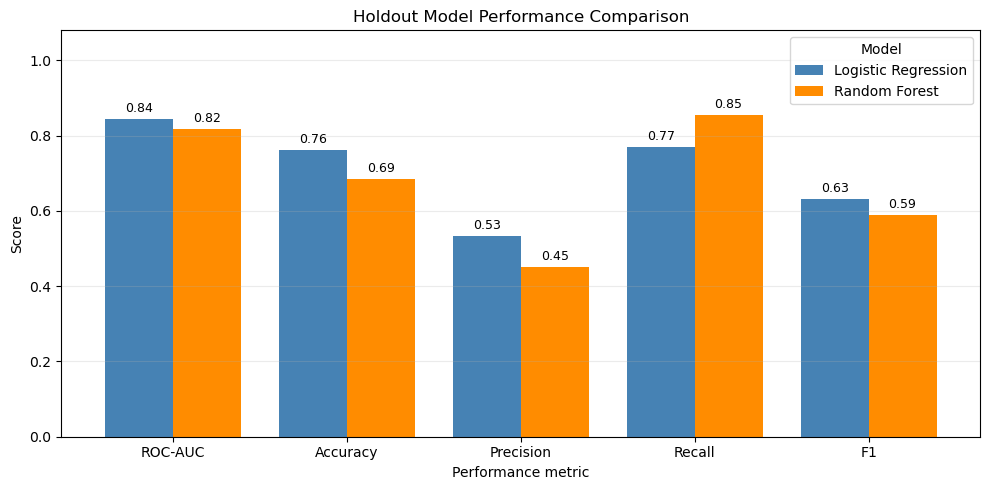 Holdout Model Performance Comparison
Model
Logistic Regression
Random Forest
Score
1.0
0.8
0.6
0.4
0.2
0.0
0.84
0.82
0.76
0.69
0.53
0.45
0.77
0.85
0.63
0.59
ROC-AUC
Accuracy
Precision
Recall
F1
Performance metric